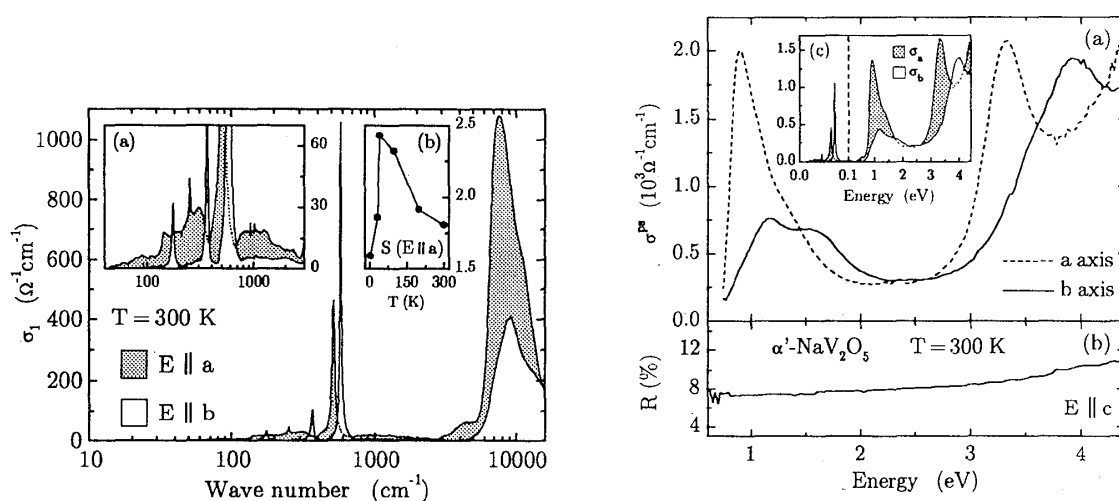 1000
800
600
400
200
0
σ₁ (Ω⁻¹cm⁻¹)
(a)
60
30
0
100 1000
(b)
2.5
2.0
1.5
S (E ∥ a)
0 150 300
T (K)
T = 300 K
E ∥ a
E ∥ b
10 100 1000 10000
Wave number (cm⁻¹)
(a)
2.0
1.5
1.0
0.5
0.0
σᵖˢ (10³Ω⁻¹cm⁻¹)
(c)
1.5
1.0
0.5
0.0
σₐ
σ_b
0.0 0.1 1 2 3 4
Energy (eV)
a axis
b axis
(b)
12
8
4
R (%)
α'-NaV₂O₅ T = 300 K
E ∥ c
1 2 3 4
Energy (eV)